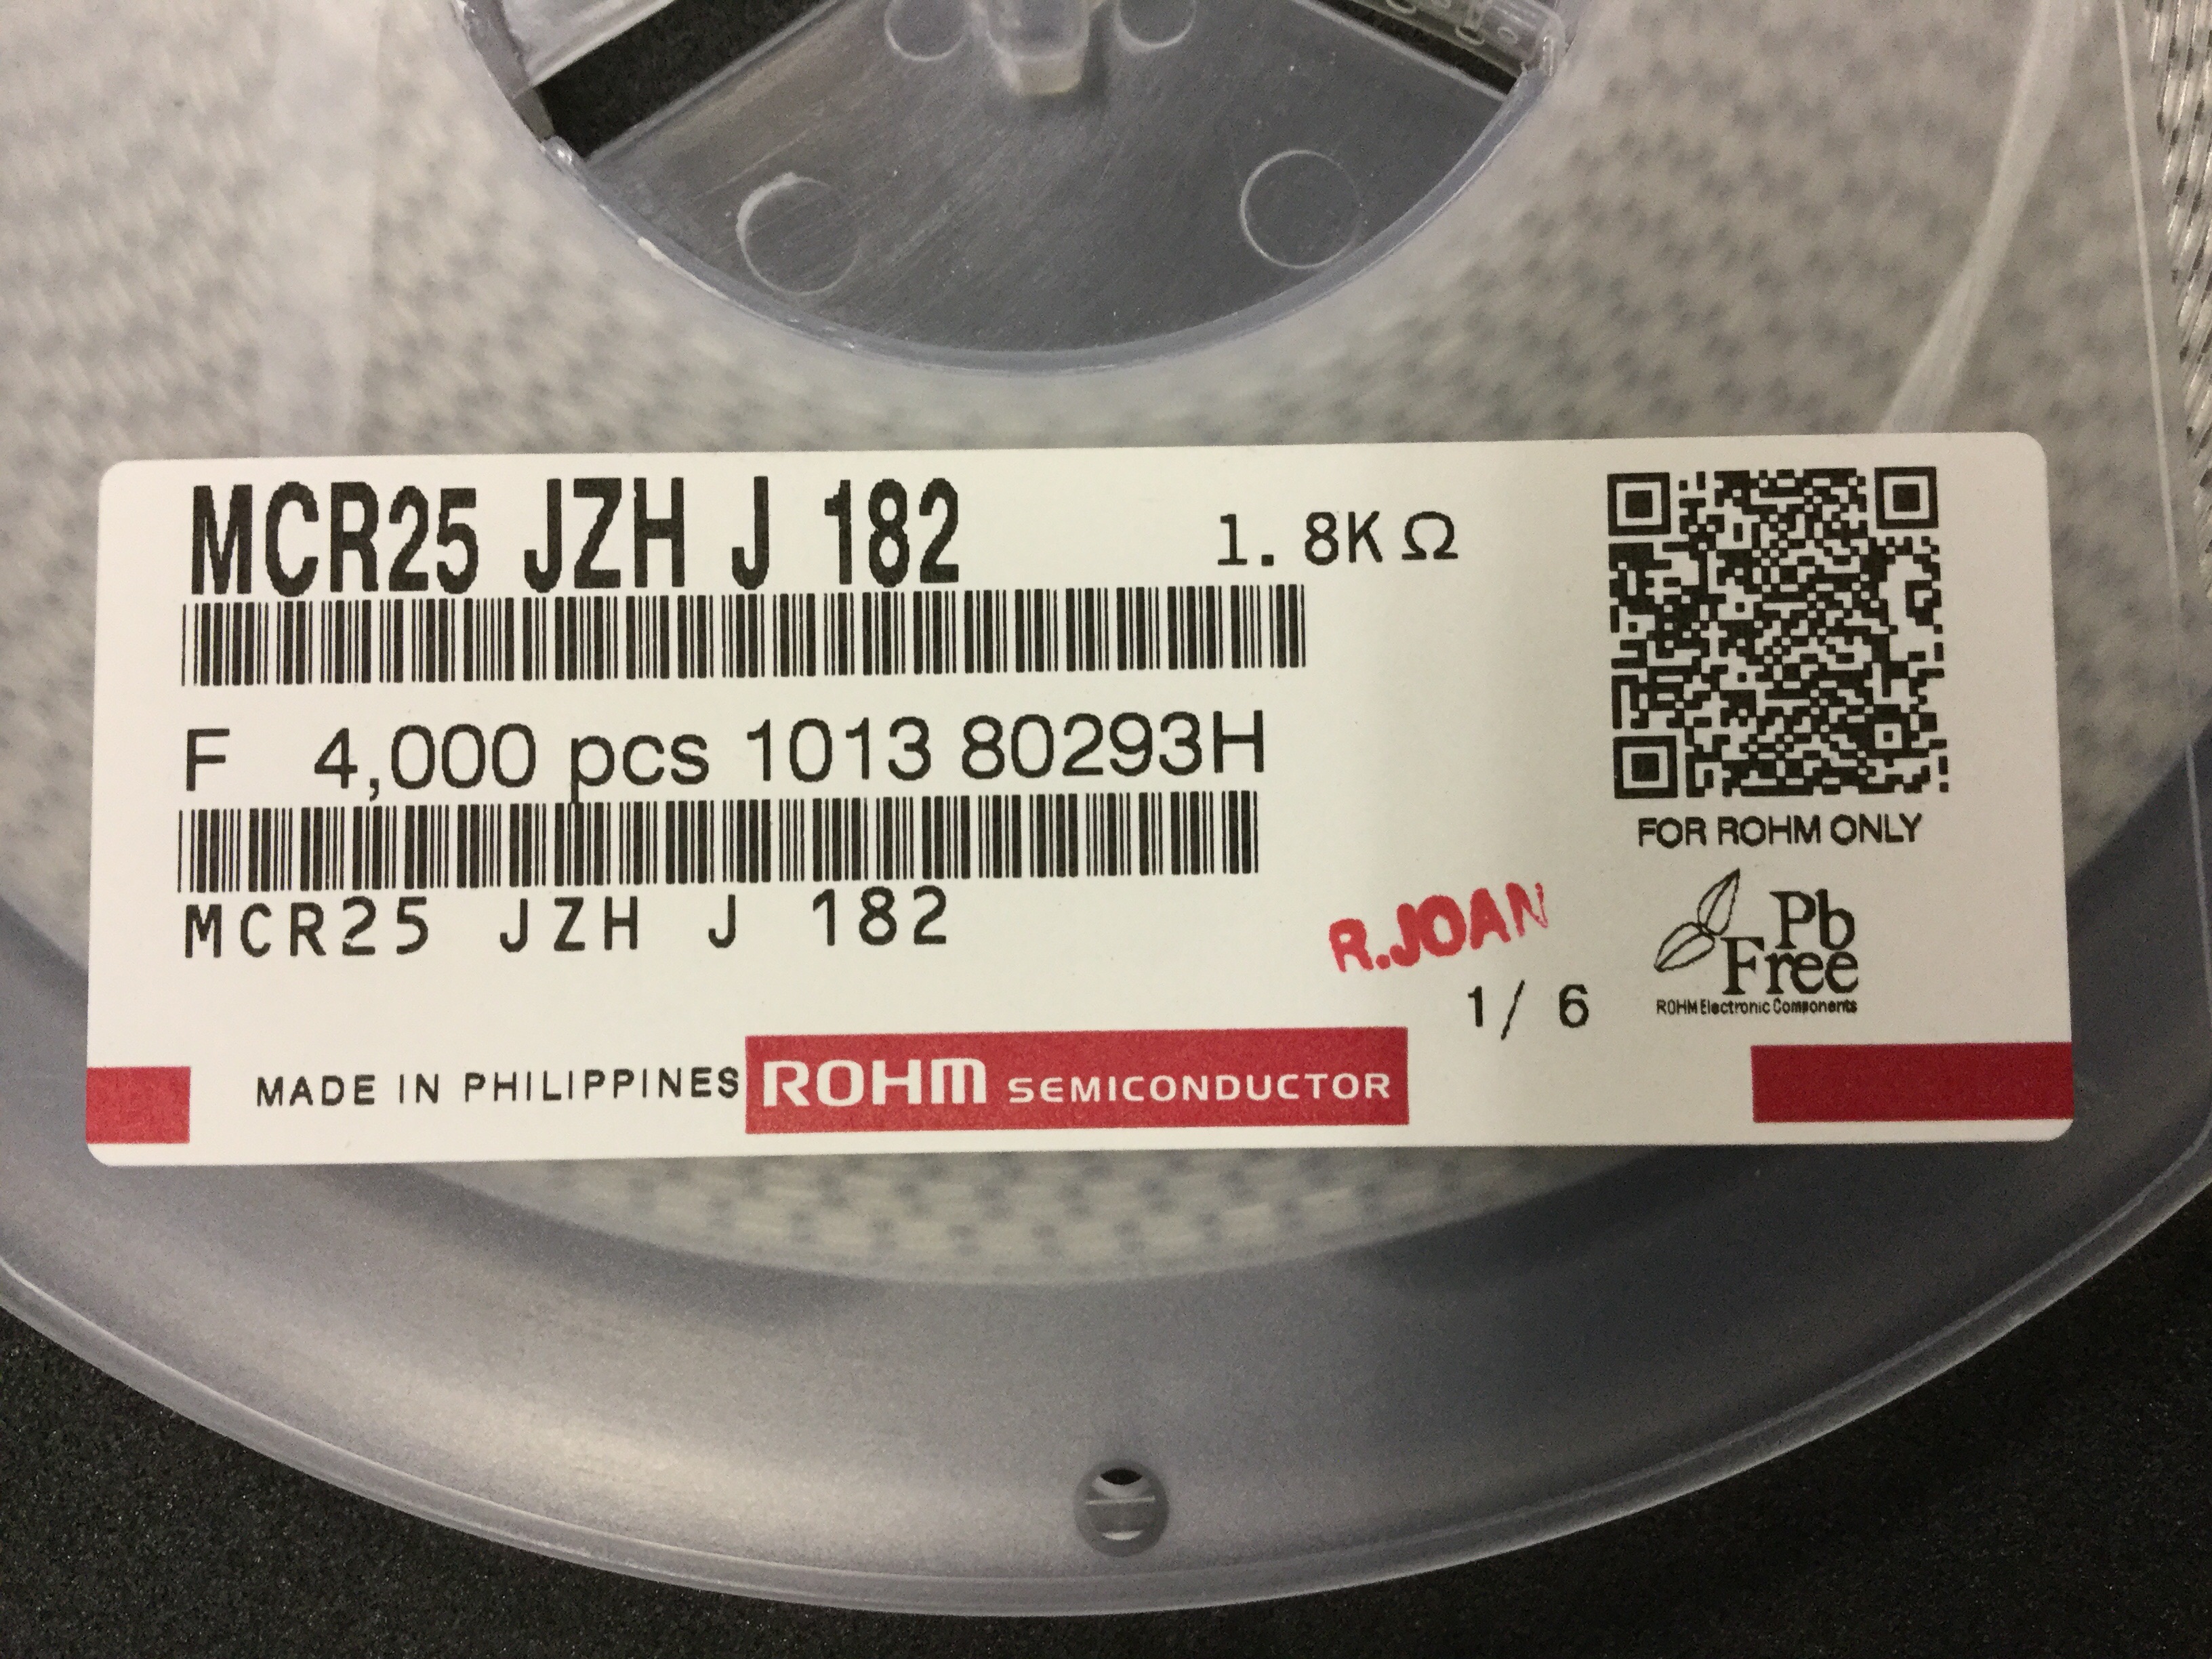 MCR25 JZH J 182
1. 8KΩ
F 4,000 pcs 1013 80293H
MCR25 JZH J 182
FOR ROHM ONLY
R.JOAN
1/ 6
Pb
Free
ROHM Electronic Components
MADE IN PHILIPPINES
ROHM SEMICONDUCTOR